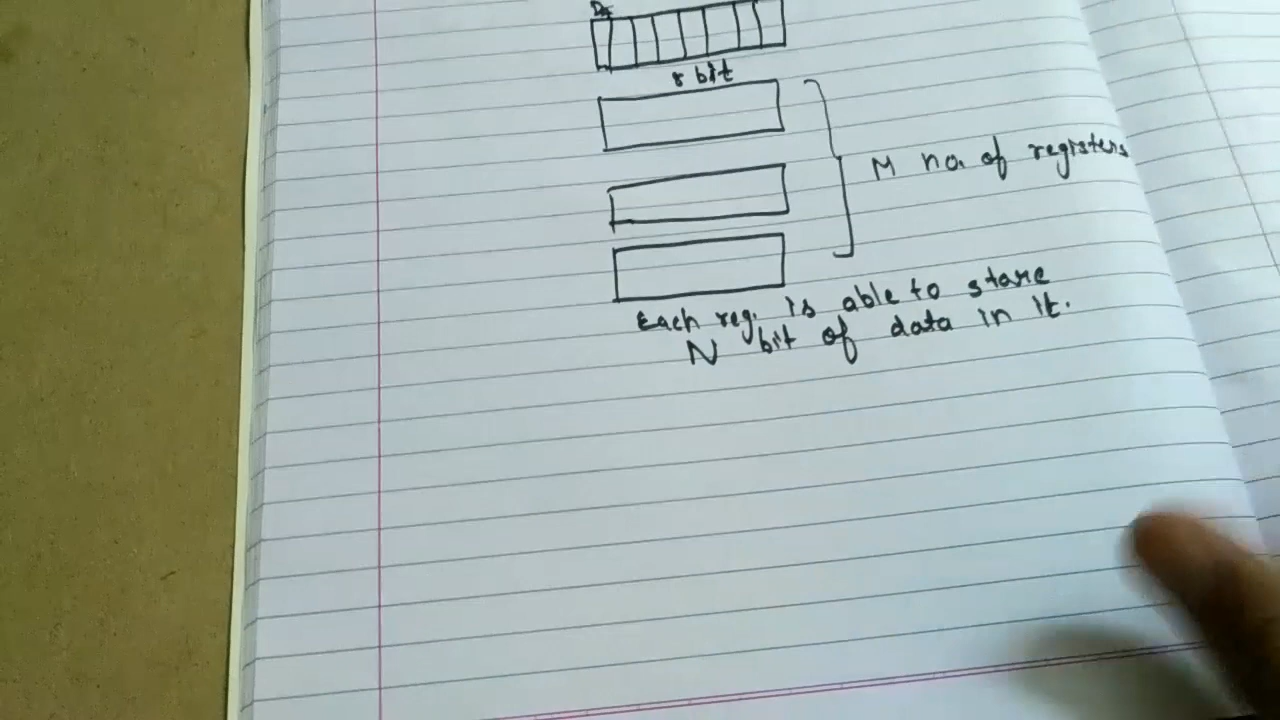 8 bit
M no. of registers
Each reg. is able to store
N bit of data in it.